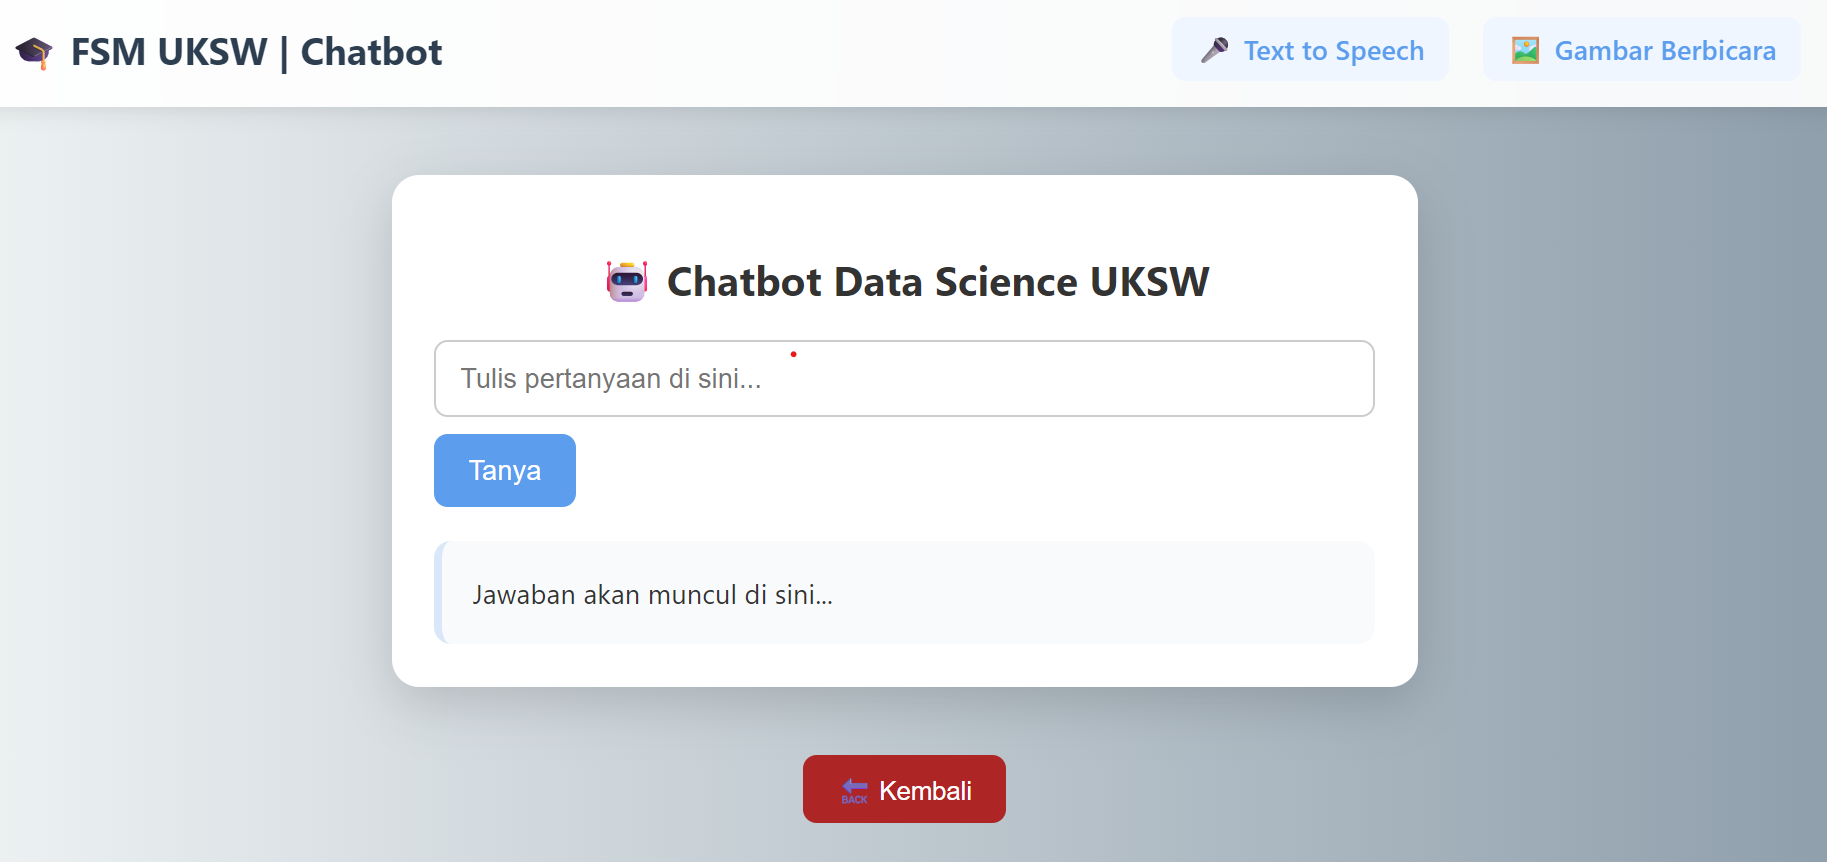 FSM UKSW | Chatbot
Text to Speech
Gambar Berbicara
Chatbot Data Science UKSW
Tulis pertanyaan di sini...
Tanya
Jawaban akan muncul di sini...
BACK Kembali